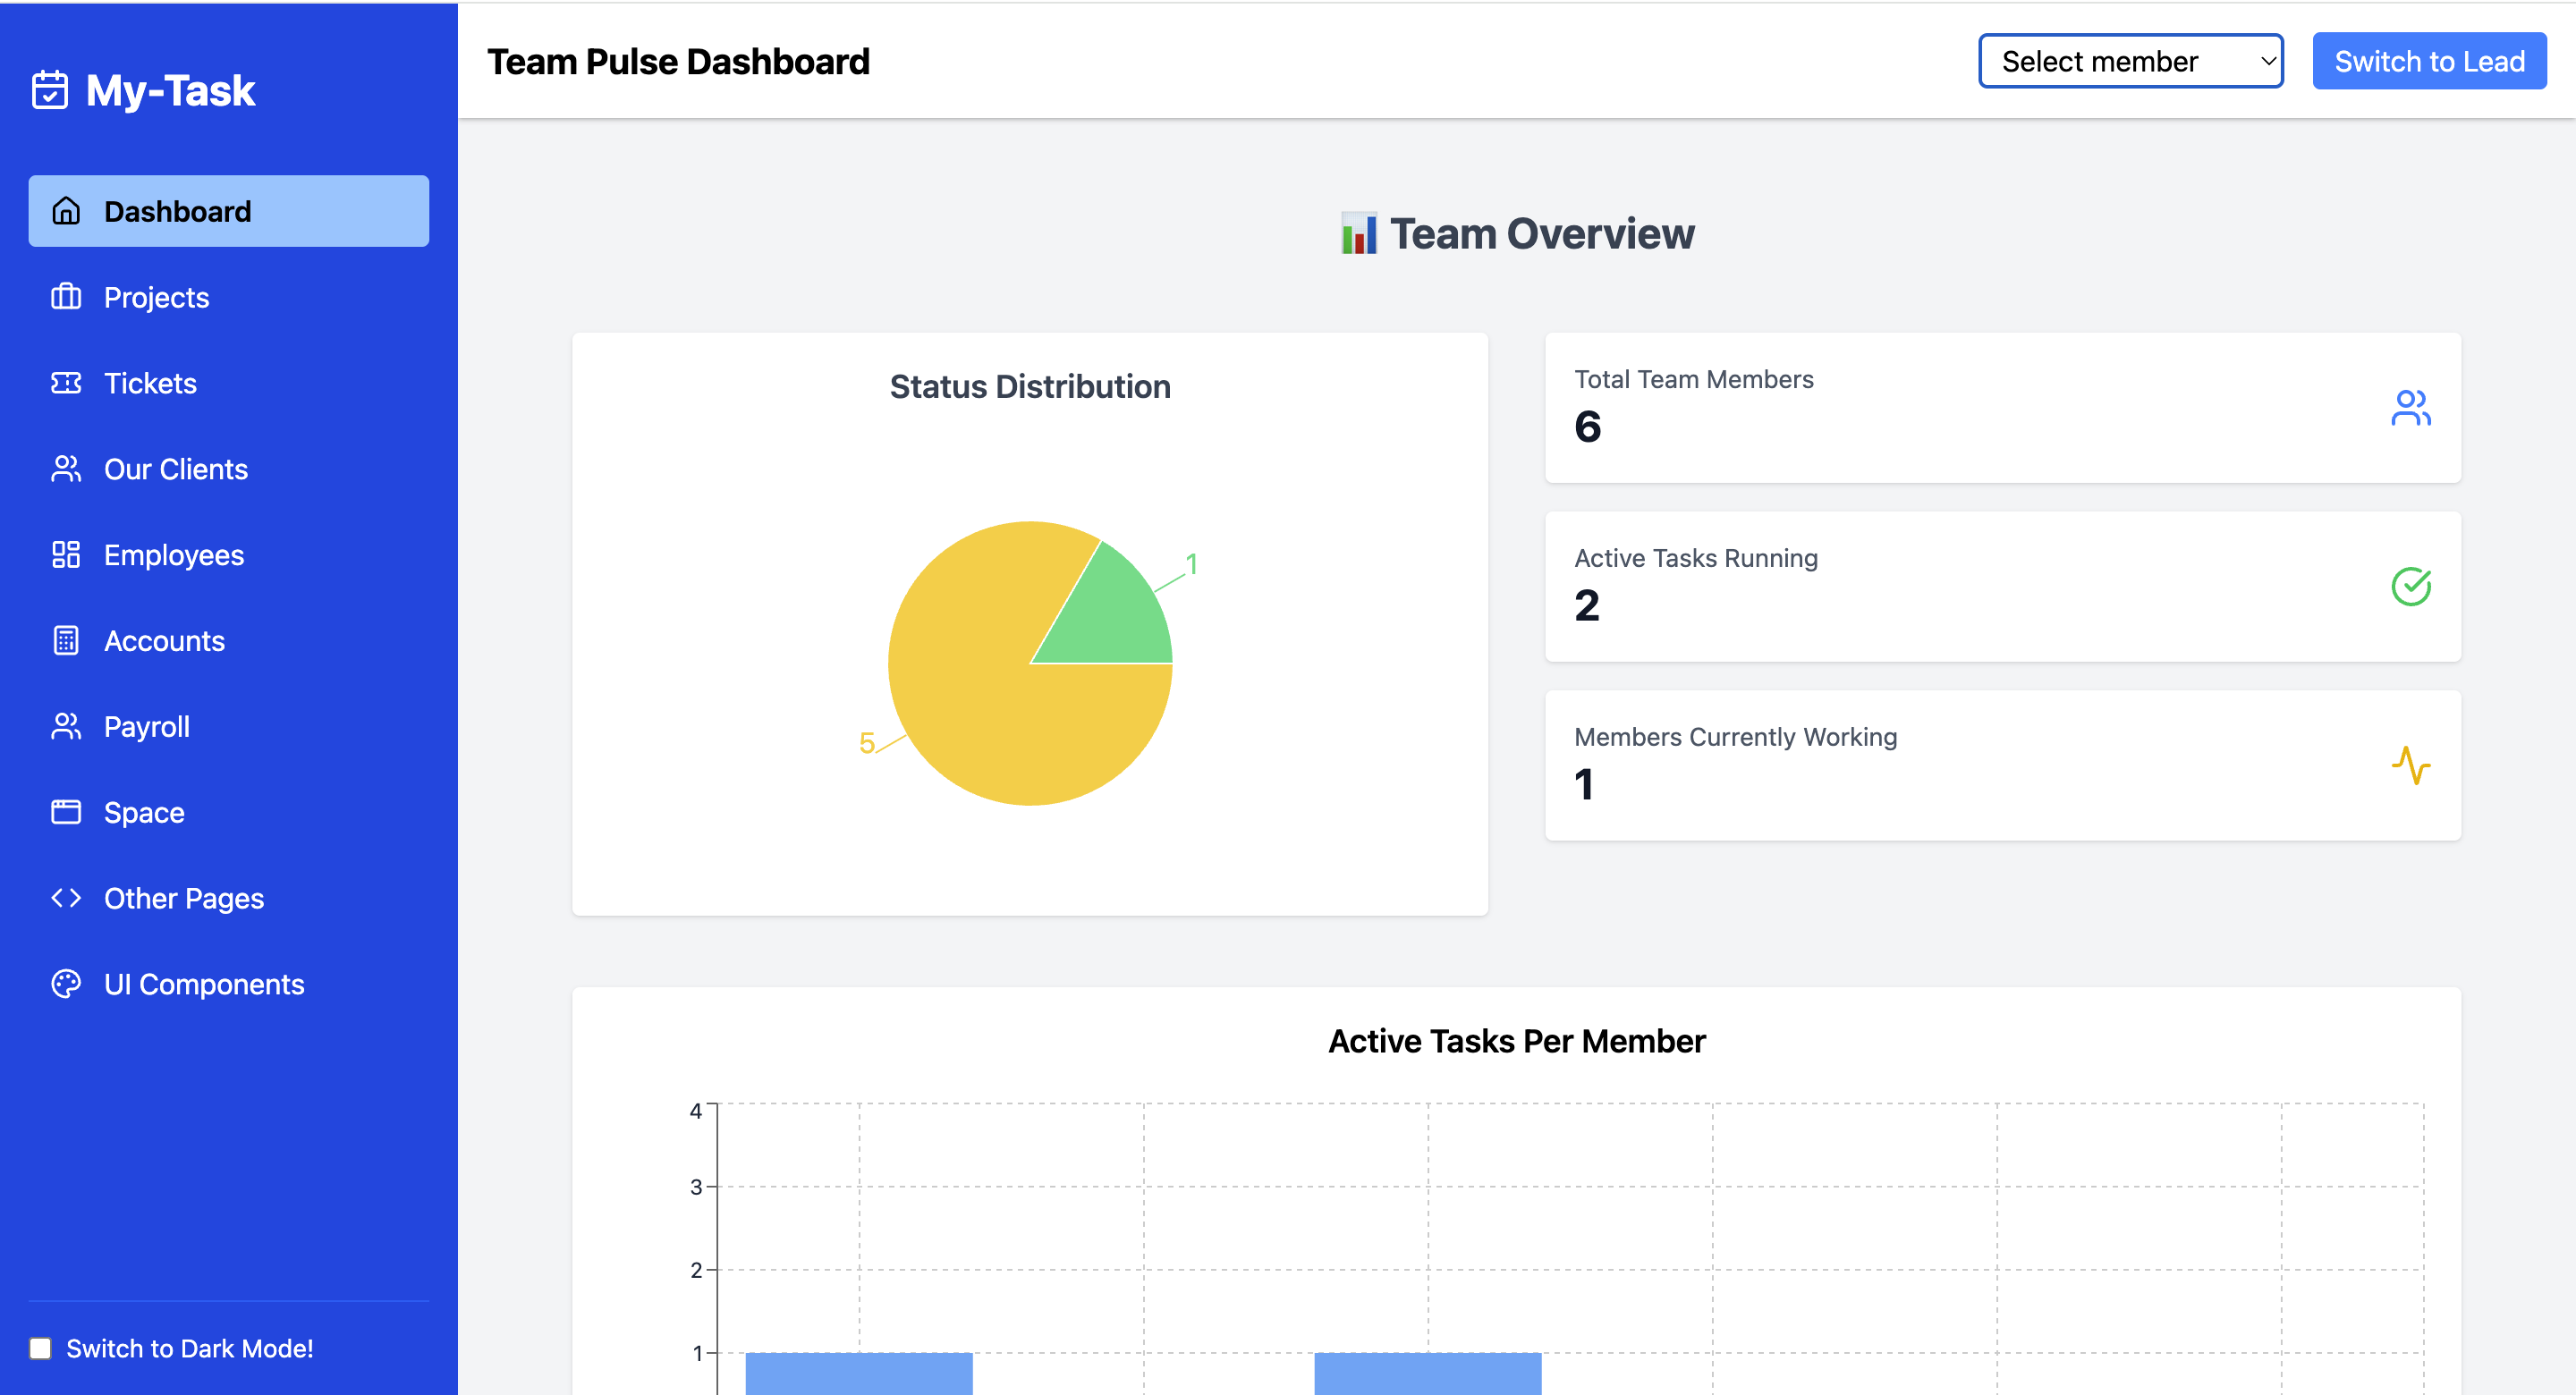 My-Task
Dashboard
Projects
Tickets
Our Clients
Employees
Accounts
Payroll
Space
Other Pages
UI Components
Switch to Dark Mode!
Team Pulse Dashboard
Select member
Switch to Lead
Team Overview
Status Distribution
1
5
Total Team Members
6
Active Tasks Running
2
Members Currently Working
1
Active Tasks Per Member
4
3
2
1